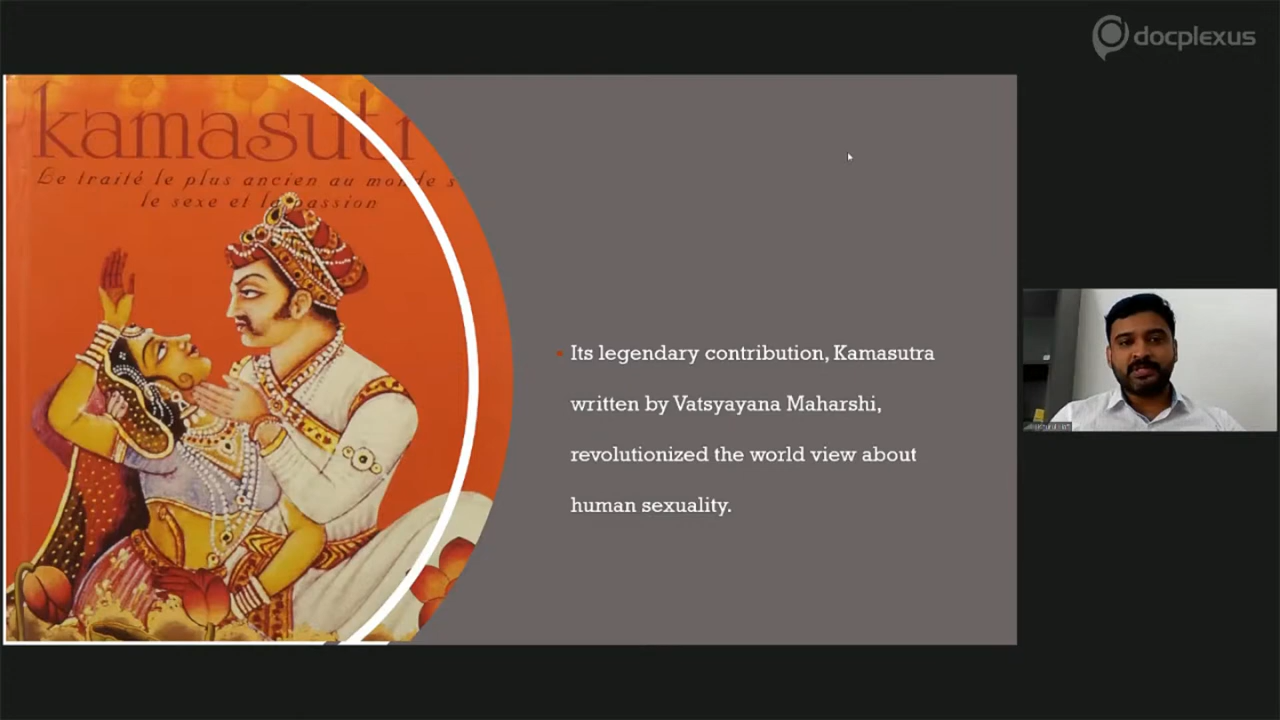 docplexus
kamasut
Le traité le plus ancien au monde s
le sexe et la passion
Its legendary contribution, Kamasutra
written by Vatsyayana Maharshi,
revolutionized the world view about
human sexuality.